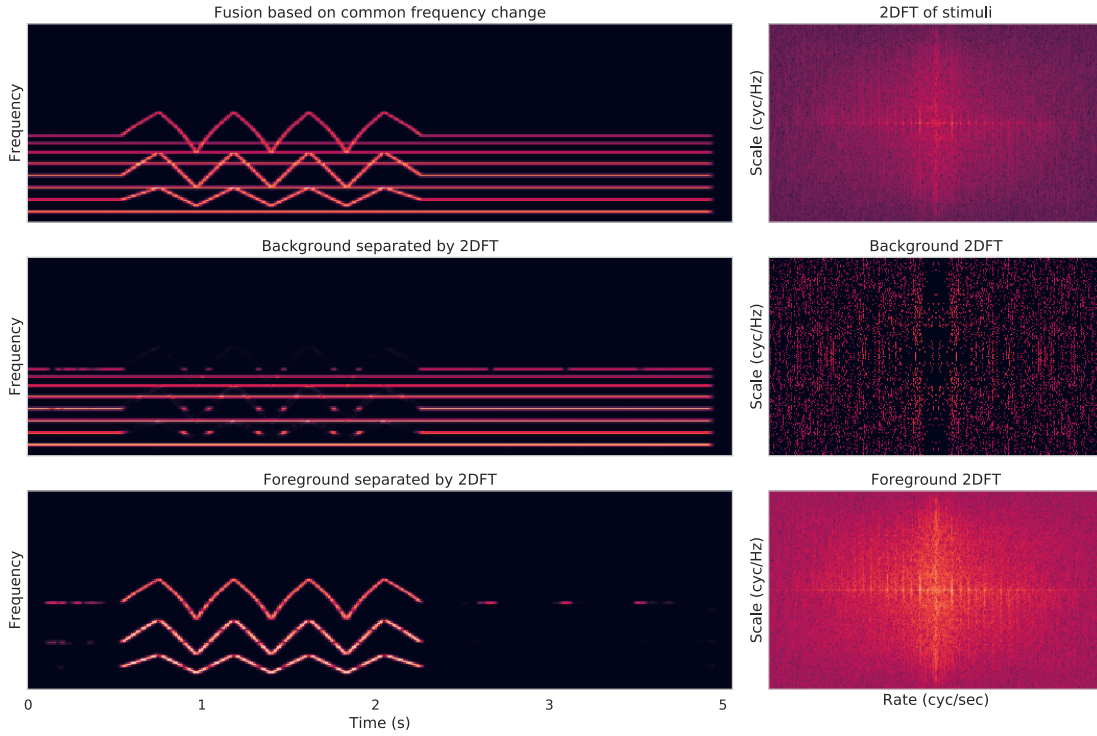 Fusion based on common frequency change
2DFT of stimuli
Frequency
Scale (cyc/Hz)
Background separated by 2DFT
Background 2DFT
Frequency
Scale (cyc/Hz)
Foreground separated by 2DFT
Foreground 2DFT
Frequency
Scale (cyc/Hz)
0 1 2 3 4 5
Time (s)
Rate (cyc/sec)